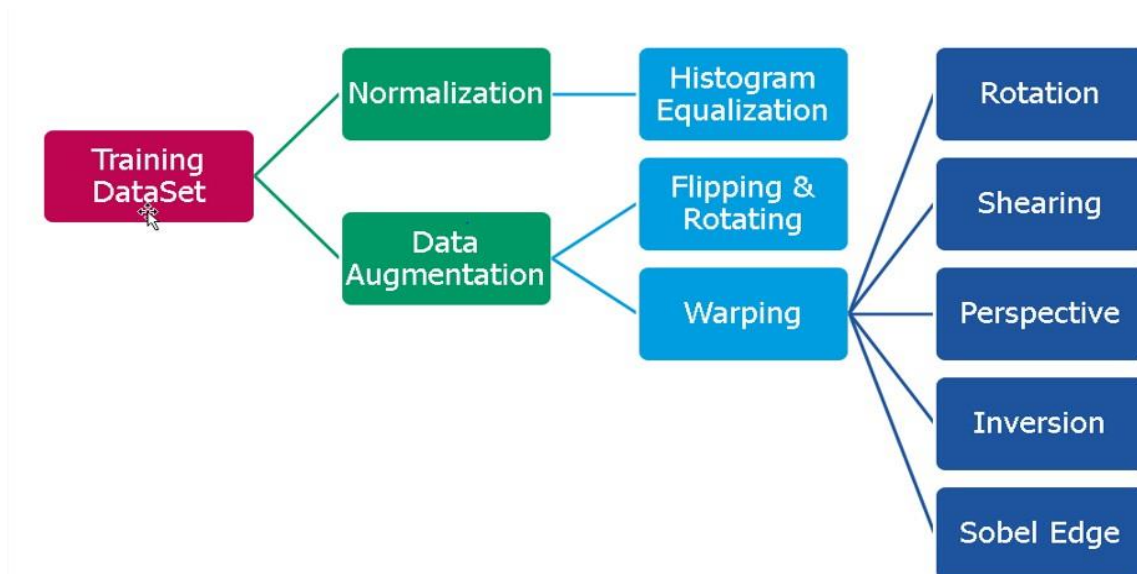 Training
DataSet
Normalization
Data
Augmentation
Histogram
Equalization
Flipping &
Rotating
Warping
Rotation
Shearing
Perspective
Inversion
Sobel Edge